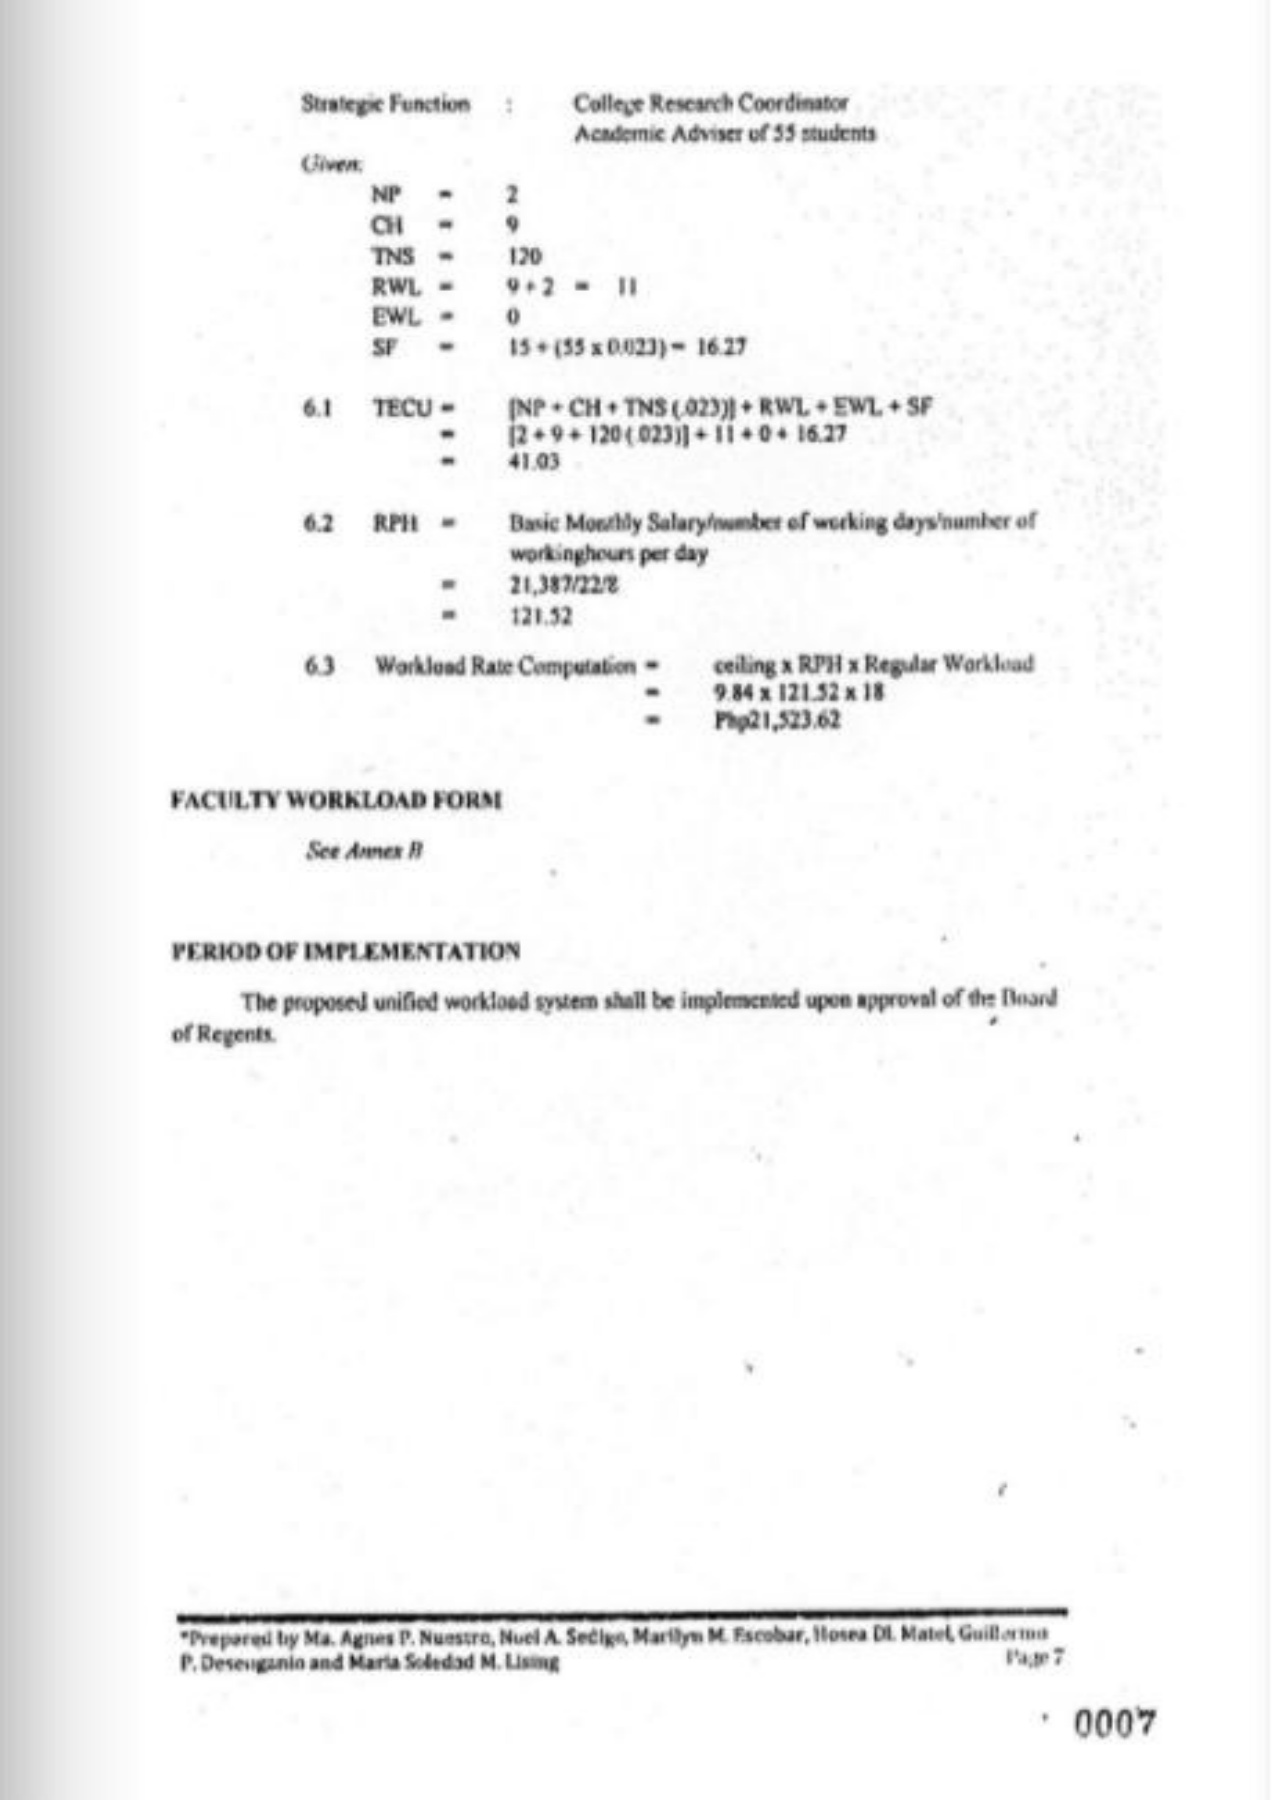 Strategic Function : College Research Coordinator
Academic Adviser of 55 students
Given:
NP = 2
CH = 9
TNS = 120
RWL = 9 + 2 = 11
EWL = 0
SF = 15 + (55 x 0.023) = 16.27
6.1 TECU = [NP + CH + TNS (.023)] + RWL + EWL + SF
= [2 + 9 + 120 (.023)] + 11 + 0 + 16.27
= 41.03
6.2 RPH = Basic Monthly Salary/number of working days/number of
workinghours per day
= 21,387/22/8
= 121.52
6.3 Workload Rate Computation = ceiling x RPH x Regular Workload
= 9.84 x 121.52 x 18
= Php21,523.62
FACULTY WORKLOAD FORM
See Annex B
PERIOD OF IMPLEMENTATION
The proposed unified workload system shall be implemented upon approval of the Board
of Regents.
*Prepared by Ma. Agnes P. Nuestro, Nuel A. Marilyn M. Escobar, Hosea Matel, Guillermo
P. and Maria Soledad M. Lising
Page 7
0007